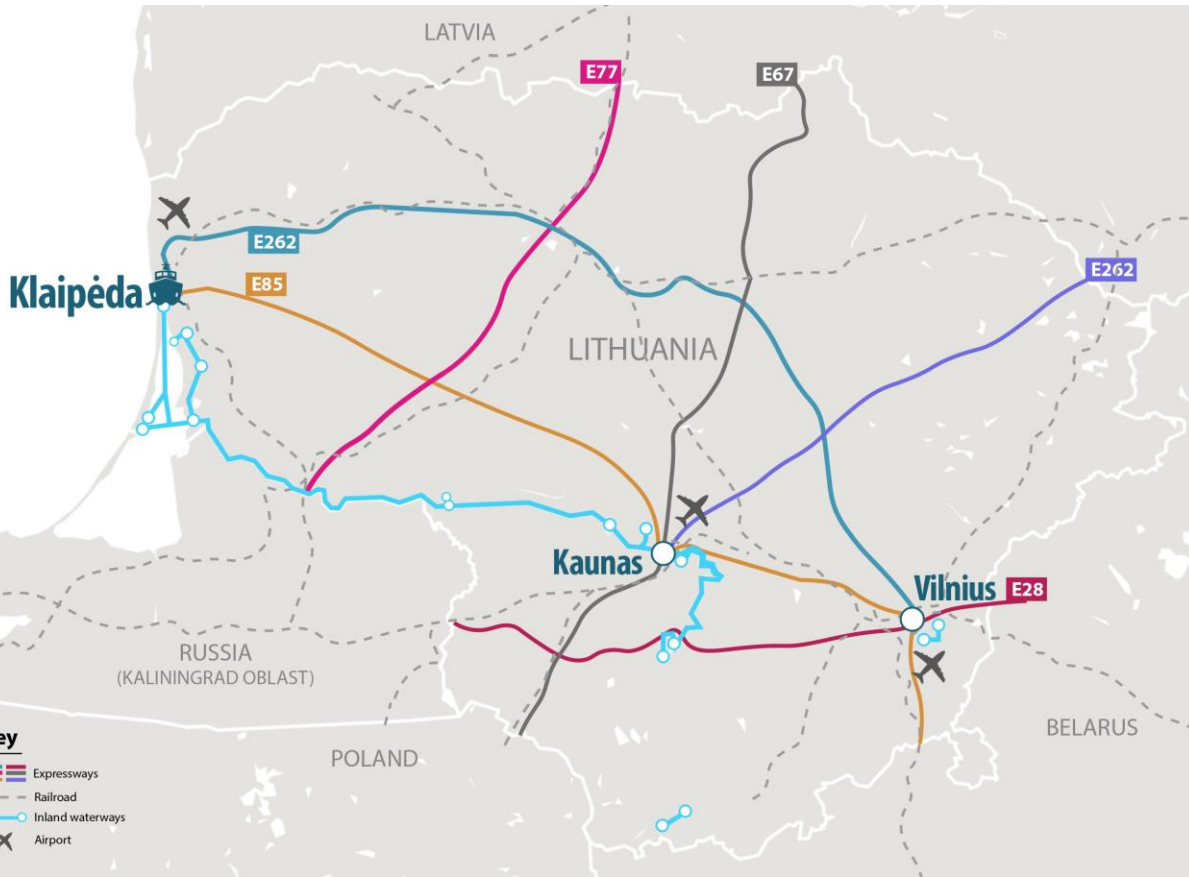 LATVIA
E77
E67
E262
Klaipėda
E85
E262
LITHUANIA
Kaunas
Vilnius
E28
RUSSIA
(KALININGRAD OBLAST)
POLAND
BELARUS
ey
Expressways
Railroad
Inland waterways
Airport